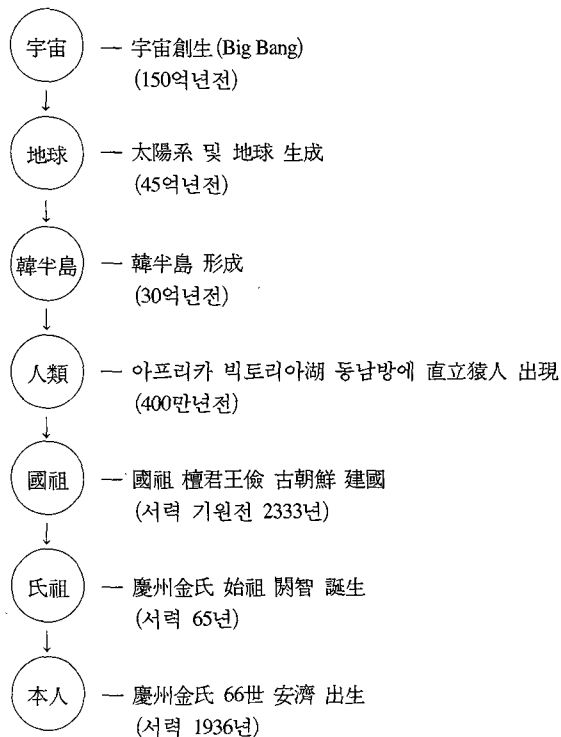 宇宙 — 宇宙創生(Big Bang)
(150억년전)
地球 — 太陽系 및 地球 生成
(45억년전)
韓半島 — 韓半島 形成
(30억년전)
人類 — 아프리카 빅토리아湖 동남방에 直立猿人 出現
(400만년전)
國祖 — 國祖 檀君王儉 古朝鮮 建國
(서력 기원전 2333년)
氏祖 — 慶州金氏 始祖 閼智 誕生
(서력 65년)
本人 — 慶州金氏 66世 安濟 出生
(서력 1936년)